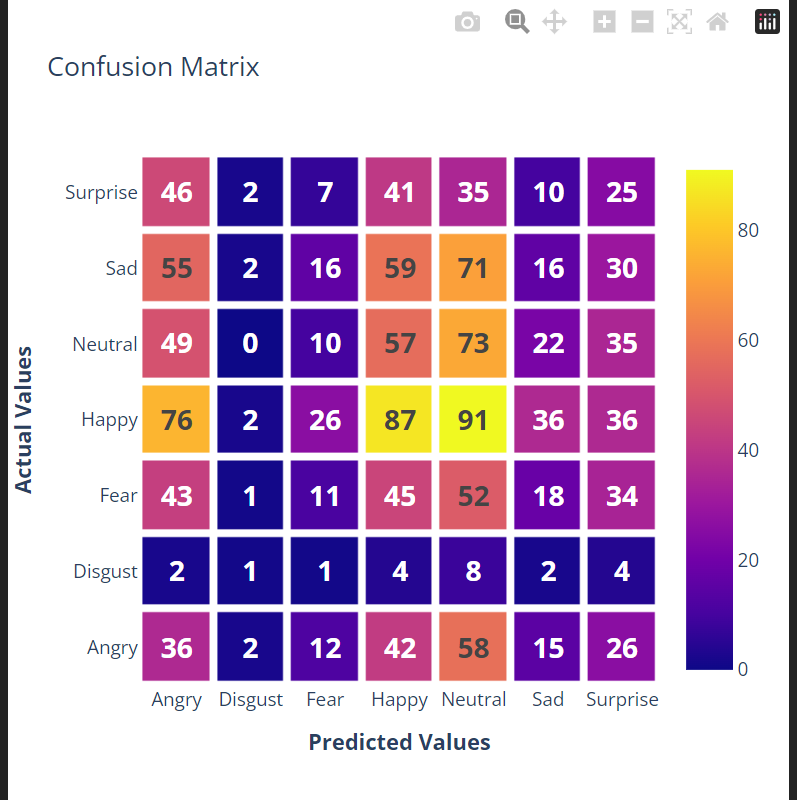 Confusion Matrix
Surprise 46 2 7 41 35 10 25
Sad 55 2 16 59 71 16 30
Neutral 49 0 10 57 73 22 35
Happy 76 2 26 87 91 36 36
Fear 43 1 11 45 52 18 34
Disgust 2 1 1 4 8 2 4
Angry 36 2 12 42 58 15 26
Angry Disgust Fear Happy Neutral Sad Surprise
Predicted Values
Actual Values
80
60
40
20
0